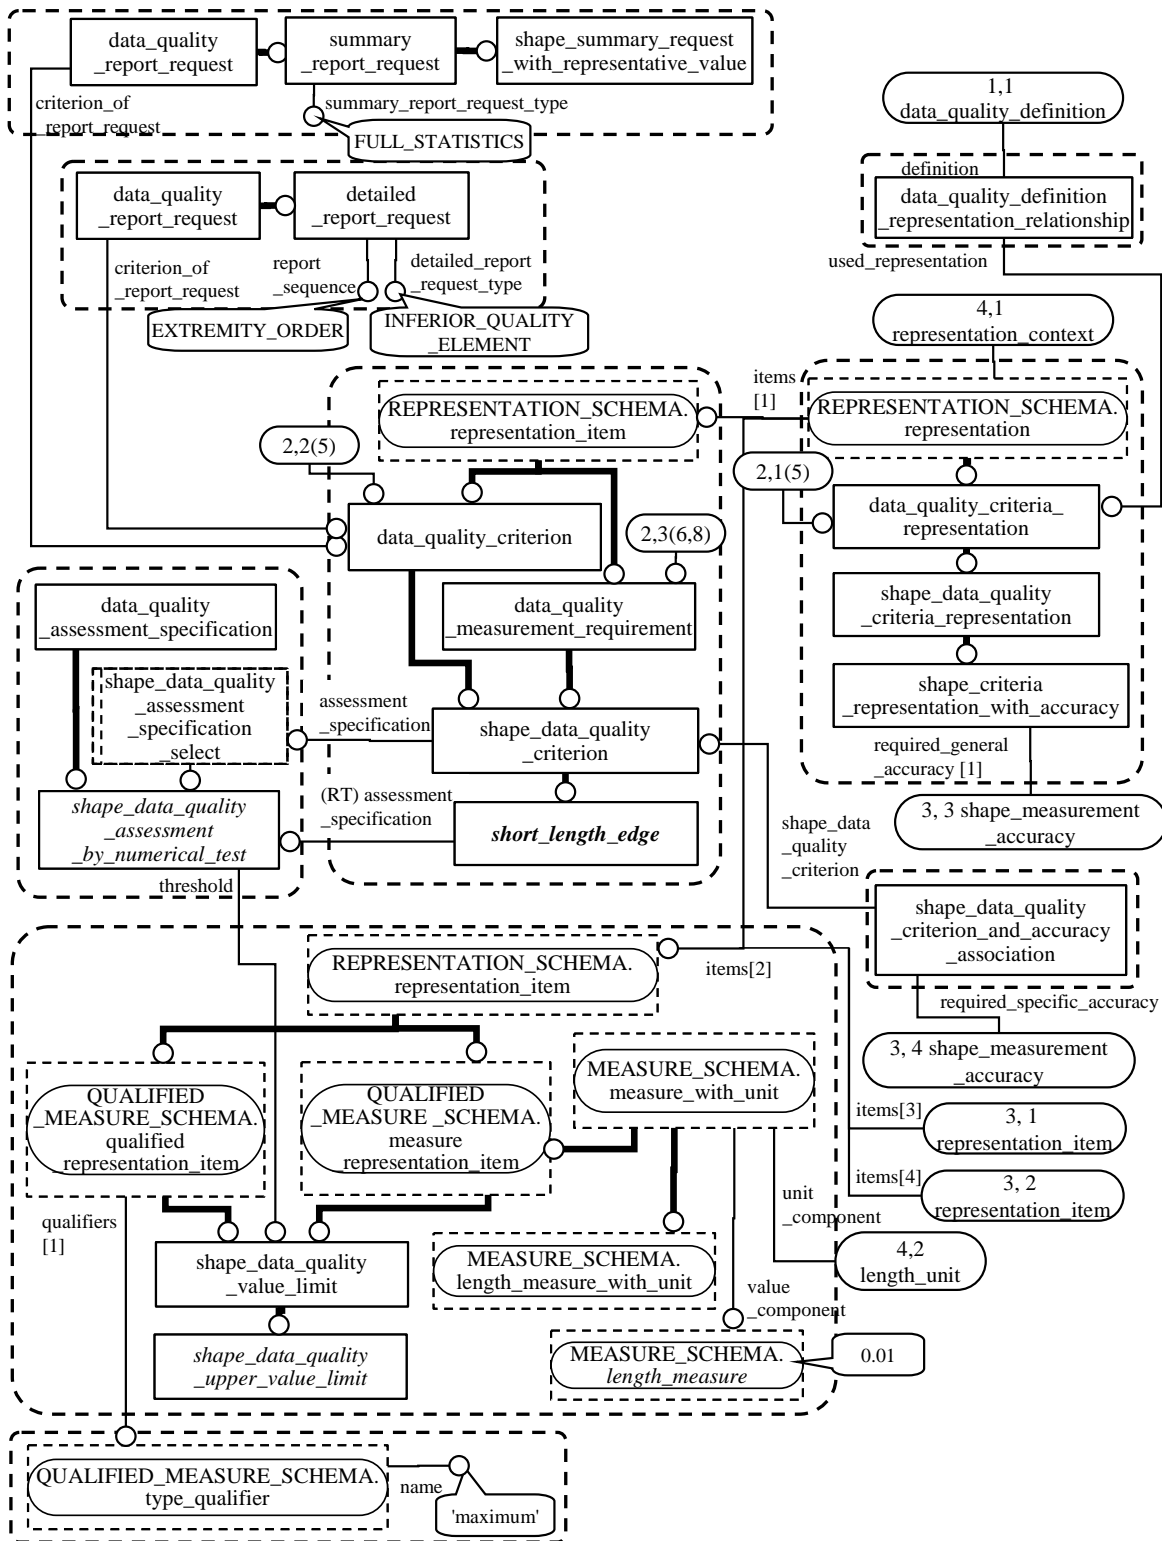 data_quality
_report_request
summary
_report_request
shape_summary_request
_with_representative_value
criterion_of
_report_request
summary_report_request_type
FULL_STATISTICS
1,1
data_quality_definition
data_quality
_report_request
detailed
_report_request
definition
data_quality_definition
_representation_relationship
criterion_of
_report_request
report
_sequence
detailed_report
_request_type
used_representation
EXTREMITY_ORDER
INFERIOR_QUALITY
_ELEMENT
4,1
representation_context
REPRESENTATION_SCHEMA.
representation_item
items
[1]
REPRESENTATION_SCHEMA.
representation
2,2(5)
2,1(5)
data_quality_criterion
2,3(6,8)
data_quality_criteria_
representation
data_quality
_assessment_specification
data_quality
_measurement_requirement
shape_data_quality
_criteria_representation
shape_data_quality
_assessment
_specification
_select
assessment
_specification
shape_data_quality
_criterion
shape_criteria
_representation_with_accuracy
required_general
_accuracy [1]
shape_data_quality
_assessment
_by_numerical_test
(RT) assessment
_specification
short_length_edge
3, 3 shape_measurement
_accuracy
shape_data
_quality
_criterion
threshold
shape_data_quality
_criterion_and_accuracy
_association
REPRESENTATION_SCHEMA.
representation_item
items[2]
required_specific_accuracy
3, 4 shape_measurement
_accuracy
QUALIFIED
_MEASURE_SCHEMA.
qualified
_representation_item
QUALIFIED
_MEASURE _SCHEMA.
measure
_representation_item
MEASURE_SCHEMA.
measure_with_unit
items[3]
3, 1
representation_item
items[4]
3, 2
representation_item
qualifiers
[1]
unit
_component
shape_data_quality
_value_limit
MEASURE_SCHEMA.
length_measure_with_unit
4,2
length_unit
value
_component
shape_data_quality
_upper_value_limit
MEASURE_SCHEMA.
length_measure
0.01
QUALIFIED_MEASURE_SCHEMA.
type_qualifier
name
'maximum'